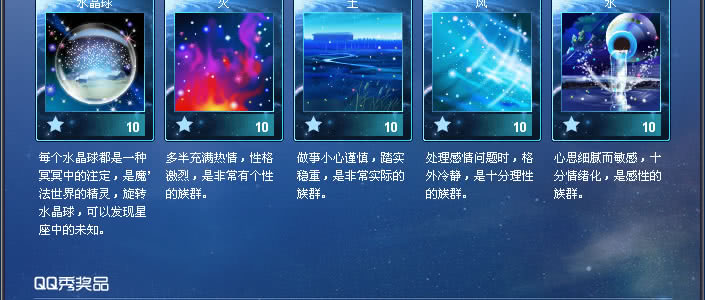 水晶球
火
土
风
水
10
10
10
10
10
每个水晶球都是一种
冥冥中的注定，是魔
法世界的精灵，旋转
水晶球，可以发现星
座中的未知。
多半充满热情，性格
激烈，是非常有个性
的族群。
做事小心谨慎，踏实
稳重，是非常实际的
族群。
处理感情问题时，格
外冷静，是十分理性
的族群。
心思细腻而敏感，十
分情绪化，是感性的
族群。
QQ秀奖品